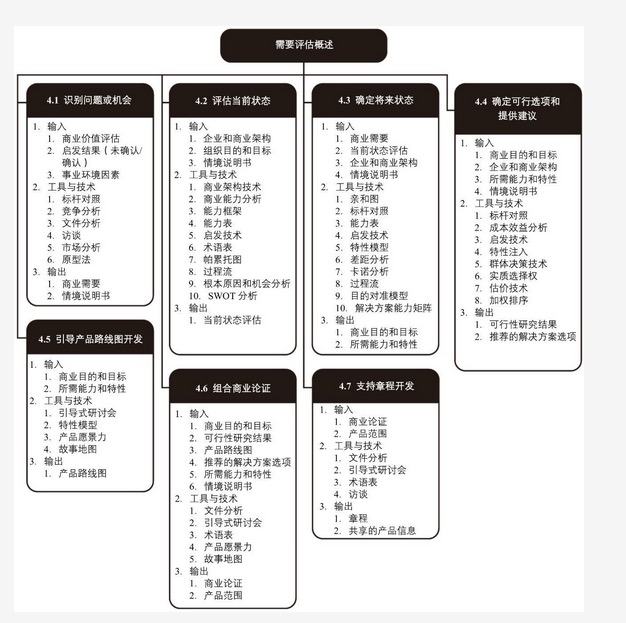 需要评估概述
4.1 识别问题或机会
1. 输入
1. 商业价值评估
2. 启发结果（未确认/
确认）
3. 事业环境因素
2. 工具与技术
1. 标杆对照
2. 竞争分析
3. 文件分析
4. 访谈
5. 市场分析
6. 原型法
3. 输出
1. 商业需要
2. 情境说明书
4.2 评估当前状态
1. 输入
1. 企业和商业架构
2. 组织目的和目标
3. 情境说明书
2. 工具与技术
1. 商业架构技术
2. 商业能力分析
3. 能力框架
4. 能力表
5. 启发技术
6. 术语表
7. 帕累托图
8. 过程流
9. 根本原因和机会分析
10. SWOT 分析
3. 输出
1. 当前状态评估
4.3 确定将来状态
1. 输入
1. 商业需要
2. 当前状态评估
3. 企业和商业架构
4. 情境说明书
2. 工具与技术
1. 亲和图
2. 标杆对照
3. 能力表
4. 启发技术
5. 特性模型
6. 差距分析
7. 卡诺分析
8. 过程流
9. 目的对准模型
10. 解决方案能力矩阵
3. 输出
1. 商业目的和目标
2. 所需能力和特性
4.4 确定可行选项和
提供建议
1. 输入
1. 商业目的和目标
2. 企业和商业架构
3. 所需能力和特性
4. 情境说明书
2. 工具与技术
1. 标杆对照
2. 成本效益分析
3. 启发技术
4. 特性注入
5. 群体决策技术
6. 实质选择权
7. 估价技术
8. 加权排序
3. 输出
1. 可行性研究结果
2. 推荐的解决方案选项
4.5 引导产品路线图开发
1. 输入
1. 商业目的和目标
2. 所需能力和特性
2. 工具与技术
1. 引导式研讨会
2. 特性模型
3. 产品愿景力
4. 故事地图
3. 输出
1. 产品路线图
4.6 组合商业论证
1. 输入
1. 商业目的和目标
2. 可行性研究结果
3. 产品路线图
4. 推荐的解决方案选项
5. 所需能力和特性
6. 情境说明书
2. 工具与技术
1. 文件分析
2. 引导式研讨会
3. 术语表
4. 产品愿景力
5. 故事地图
3. 输出
1. 商业论证
2. 产品范围
4.7 支持章程开发
1. 输入
1. 商业论证
2. 产品范围
2. 工具与技术
1. 文件分析
2. 引导式研讨会
3. 术语表
4. 访谈
3. 输出
1. 章程
2. 共享的产品信息